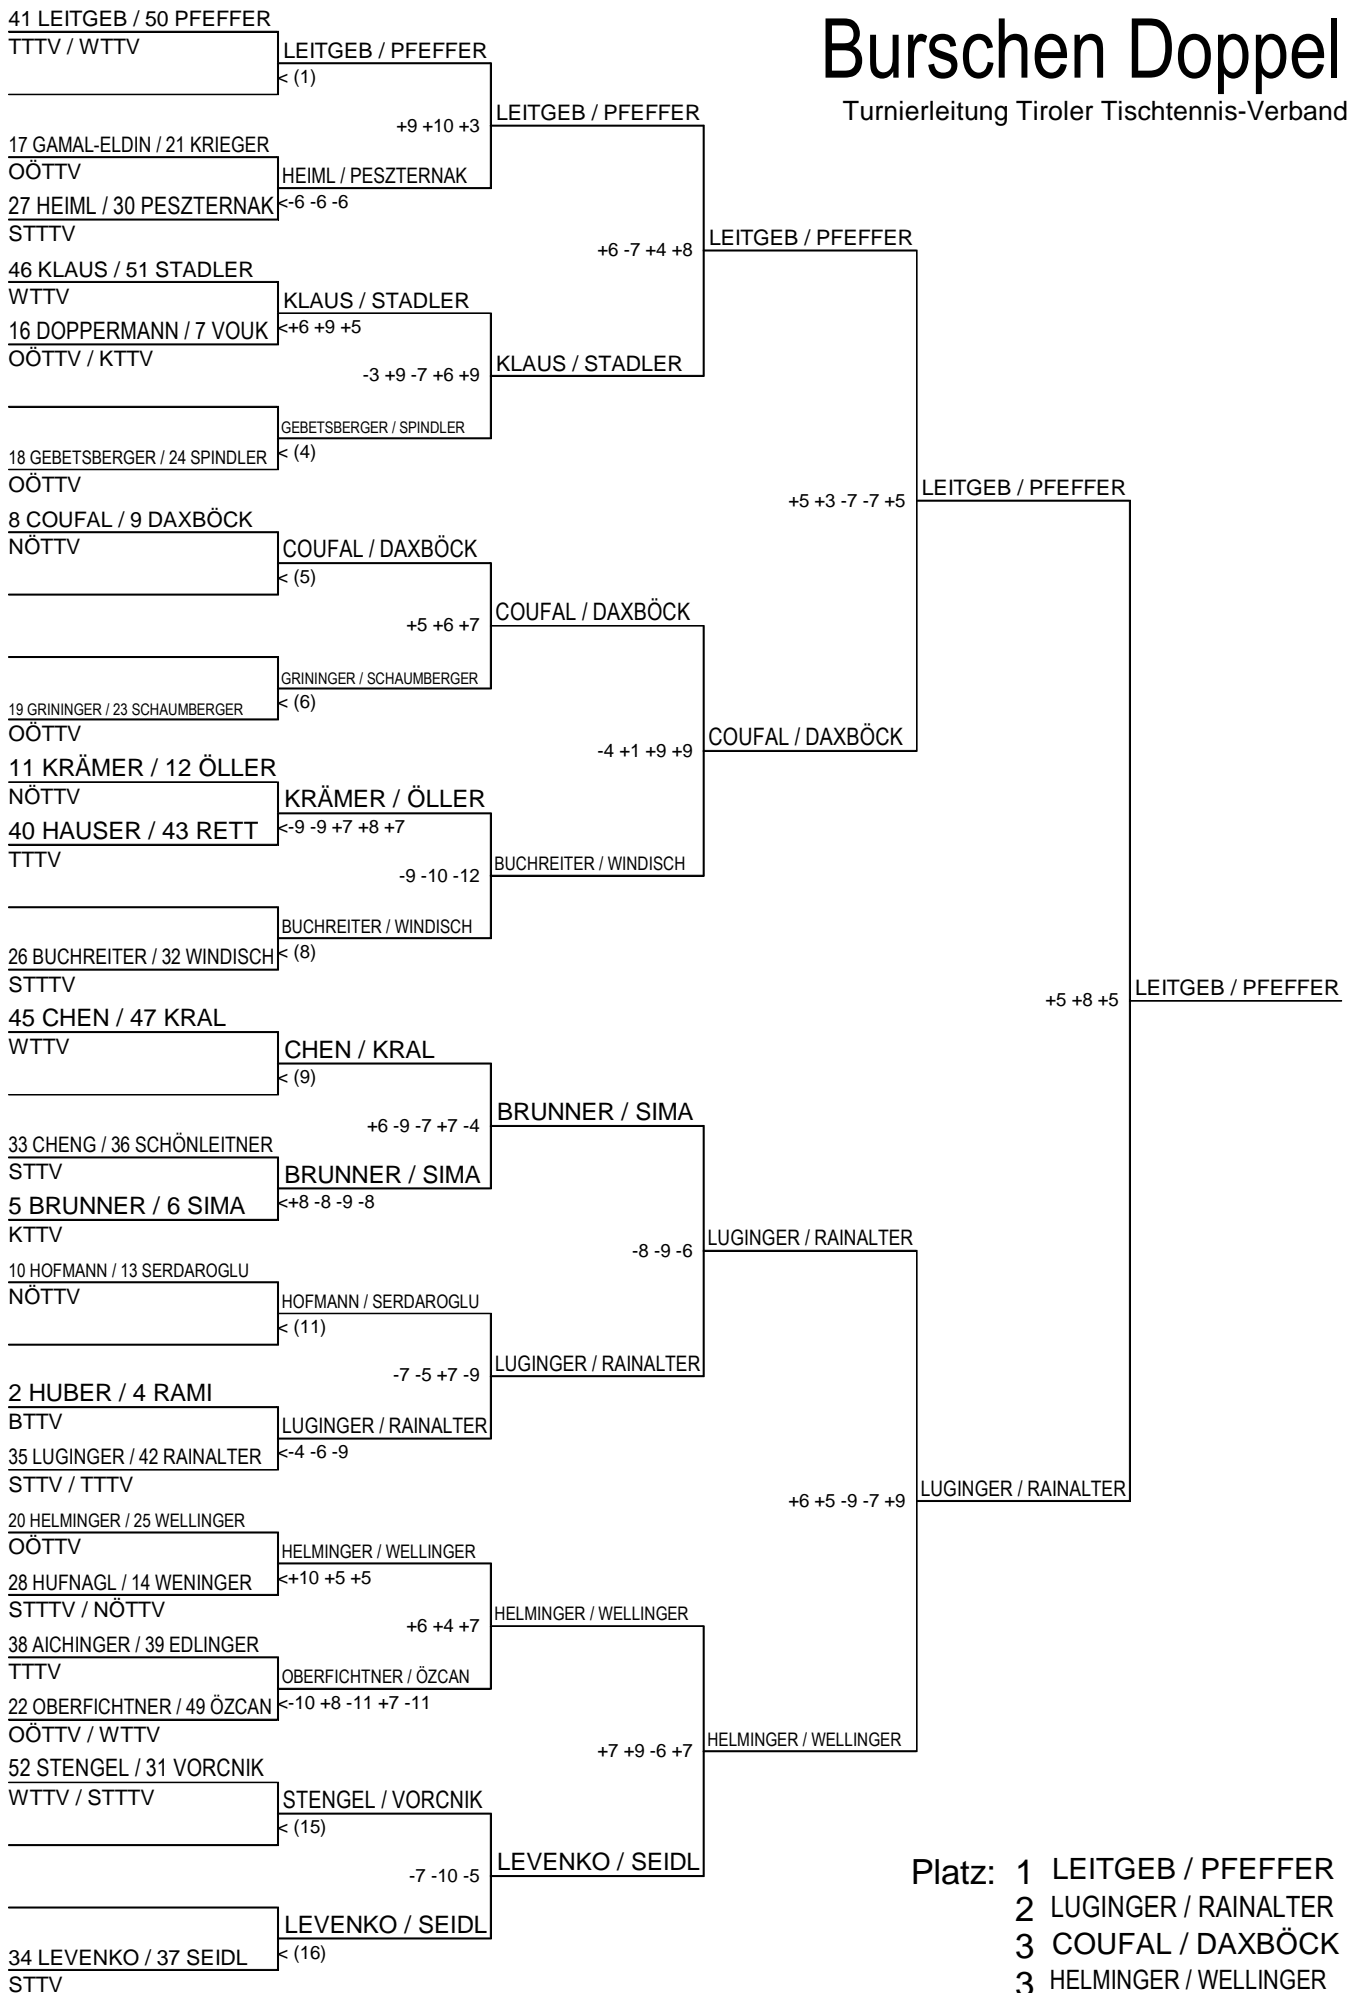 Burschen Doppel
Turnierleitung Tiroler Tischtennis-Verband
41 LEITGEB / 50 PFEFFER
TTTV / WTTV
17 GAMAL-ELDIN / 21 KRIEGER
OÖTTV
27 HEIML / 30 PESZTERNAK
STTTV
46 KLAUS / 51 STADLER
WTTV
16 DOPPERMANN / 7 VOUK
OÖTTV / KTTV
18 GEBETSBERGER / 24 SPINDLER
OÖTTV
8 COUFAL / 9 DAXBÖCK
NÖTTV
19 GRININGER / 23 SCHAUMBERGER
OÖTTV
11 KRÄMER / 12 ÖLLER
NÖTTV
40 HAUSER / 43 RETT
TTTV
26 BUCHREITER / 32 WINDISCH
STTTV
45 CHEN / 47 KRAL
WTTV
33 CHENG / 36 SCHÖNLEITNER
STTV
5 BRUNNER / 6 SIMA
KTTV
10 HOFMANN / 13 SERDAROGLU
NÖTTV
2 HUBER / 4 RAMI
BTTV
35 LUGINGER / 42 RAINALTER
STTV / TTTV
20 HELMINGER / 25 WELLINGER
OÖTTV
28 HUFNAGL / 14 WENINGER
STTTV / NÖTTV
38 AICHINGER / 39 EDLINGER
TTTV
22 OBERFICHTNER / 49 ÖZCAN
OÖTTV / WTTV
52 STENGEL / 31 VORCNIK
WTTV / STTTV
34 LEVENKO / 37 SEIDL
STTV
LEITGEB / PFEFFER
< (1)
HEIML / PESZTERNAK
<-6 -6 -6
KLAUS / STADLER
<+6 +9 +5
GEBETSBERGER / SPINDLER
< (4)
COUFAL / DAXBÖCK
< (5)
GRININGER / SCHAUMBERGER
< (6)
KRÄMER / ÖLLER
<-9 -9 +7 +8 +7
BUCHREITER / WINDISCH
< (8)
CHEN / KRAL
< (9)
BRUNNER / SIMA
<+8 -8 -9 -8
HOFMANN / SERDAROGLU
< (11)
LUGINGER / RAINALTER
<-4 -6 -9
HELMINGER / WELLINGER
<+10 +5 +5
OBERFICHTNER / ÖZCAN
<-10 +8 -11 +7 -11
STENGEL / VORCNIK
< (15)
LEVENKO / SEIDL
< (16)
LEITGEB / PFEFFER
+9 +10 +3
KLAUS / STADLER
-3 +9 -7 +6 +9
COUFAL / DAXBÖCK
+5 +6 +7
BUCHREITER / WINDISCH
-9 -10 -12
BRUNNER / SIMA
+6 -9 -7 +7 -4
LUGINGER / RAINALTER
-7 -5 +7 -9
HELMINGER / WELLINGER
+6 +4 +7
LEVENKO / SEIDL
-7 -10 -5
LEITGEB / PFEFFER
+6 -7 +4 +8
COUFAL / DAXBÖCK
-4 +1 +9 +9
LUGINGER / RAINALTER
-8 -9 -6
HELMINGER / WELLINGER
+7 +9 -6 +7
LEITGEB / PFEFFER
+5 +3 -7 -7 +5
LUGINGER / RAINALTER
+6 +5 -9 -7 +9
LEITGEB / PFEFFER
+5 +8 +5
Platz: 1 LEITGEB / PFEFFER
2 LUGINGER / RAINALTER
3 COUFAL / DAXBÖCK
3 HELMINGER / WELLINGER